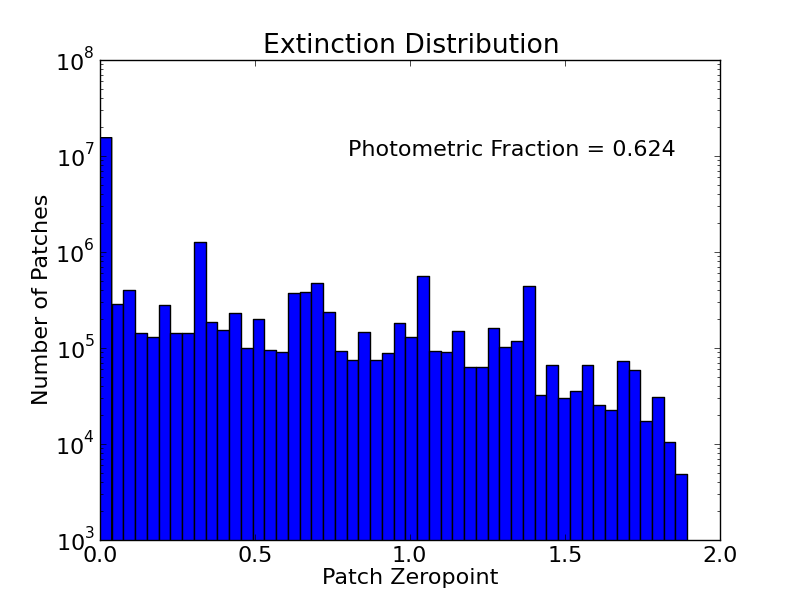 Extinction Distribution
Photometric Fraction = 0.624
Number of Patches
10^8
10^7
10^6
10^5
10^4
10^3
0.0 0.5 1.0 1.5 2.0
Patch Zeropoint